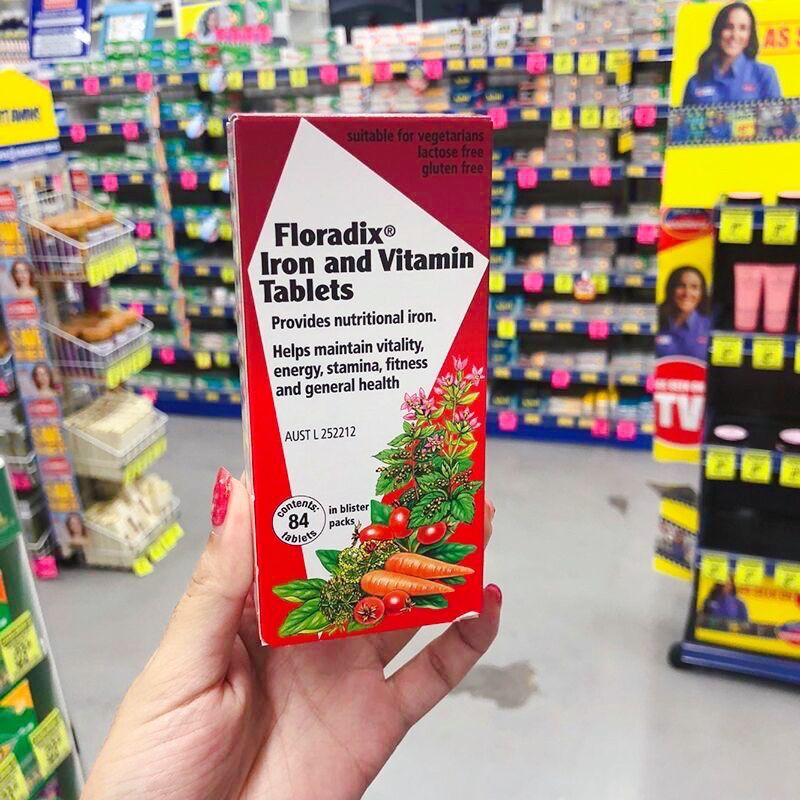 suitable for vegetarians
lactose free
gluten free
Floradix®
Iron and Vitamin
Tablets
Provides nutritional iron.
Helps maintain vitality,
energy, stamina, fitness
and general health
AUST L 252212
contents:
84
tablets
in blister
packs
AS
TV